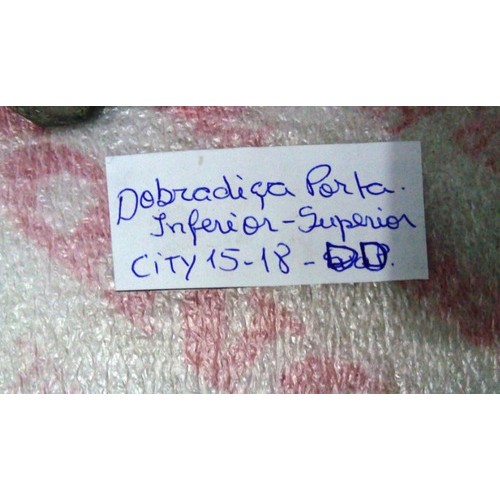 Dobradiça Porta.
Inferior-Superior
CITY 15-18 - DD.